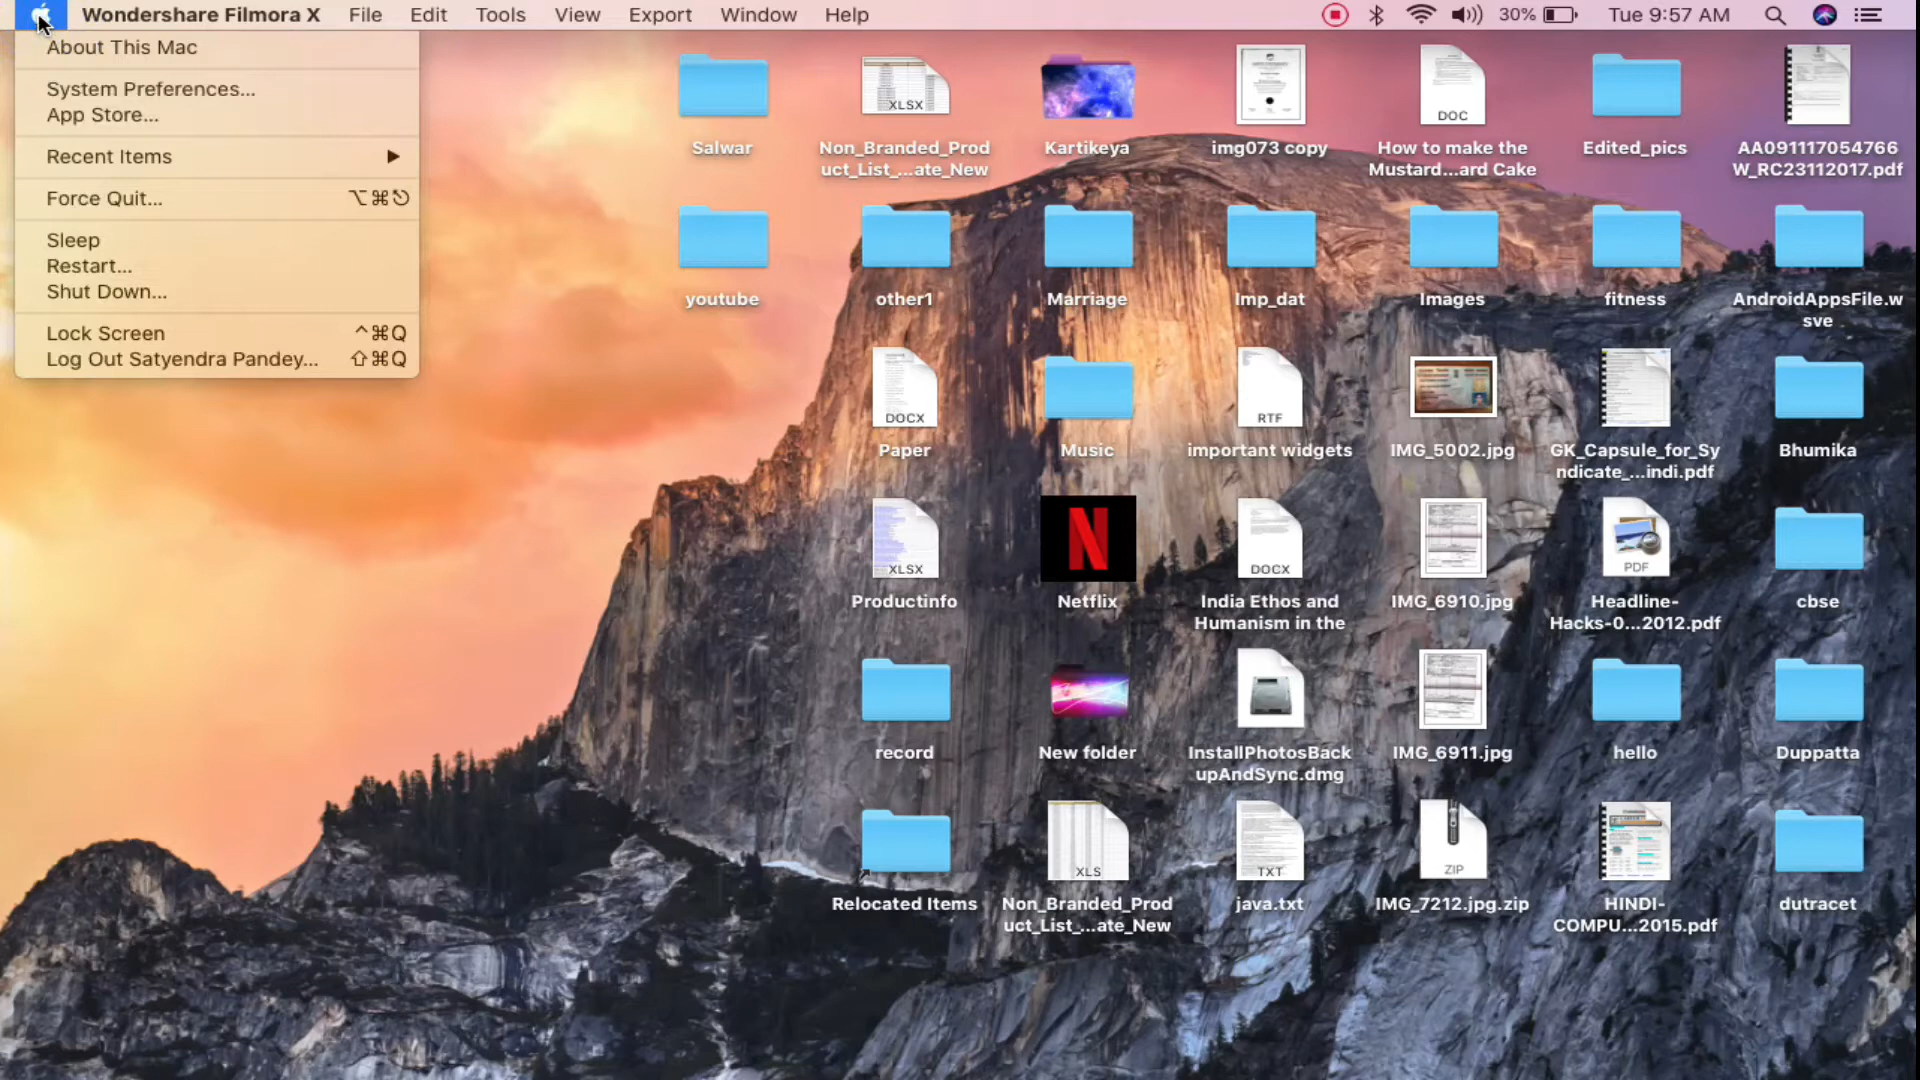 Wondershare Filmora X File Edit Tools View Export Window Help 30% Tue 9:57 AM
About This Mac
System Preferences...
App Store...
Recent Items
Force Quit... ⌥⌘⎋
Sleep
Restart...
Shut Down...
Lock Screen ^⌘Q
Log Out Satyendra Pandey... ⇧⌘Q
XLSX
DOC
Salwar
Non_Branded_Prod
uct_List_...ate_New
Kartikeya
img073 copy
How to make the
Mustard...ard Cake
Edited_pics
AA091117054766
W_RC23112017.pdf
youtube
other1
Marriage
Imp_dat
Images
fitness
AndroidAppsFile.w
sve
DOCX
RTF
Paper
Music
important widgets
IMG_5002.jpg
GK_Capsule_for_Sy
ndicate_...indi.pdf
Bhumika
XLSX
N
DOCX
PDF
Productinfo
Netflix
India Ethos and
Humanism in the
IMG_6910.jpg
Headline-
Hacks-0...2012.pdf
cbse
record
New folder
InstallPhotosBack
upAndSync.dmg
IMG_6911.jpg
hello
Duppatta
XLS
TXT
ZIP
Relocated Items
Non_Branded_Prod
uct_List_...ate_New
java.txt
IMG_7212.jpg.zip
HINDI-
COMPU...2015.pdf
dutracet